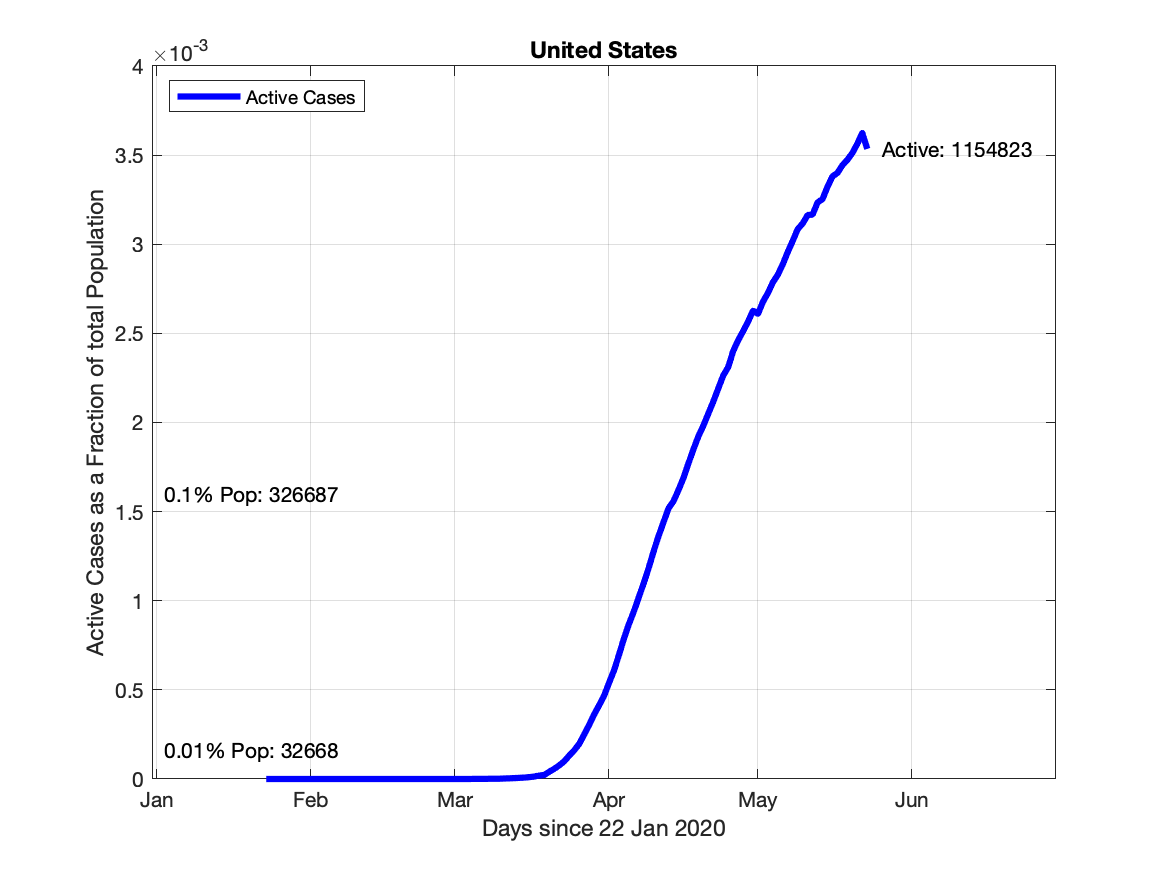 United States
×10-3
Active Cases
4
3.5
3
2.5
2
1.5
1
0.5
0
Active Cases as a Fraction of total Population
Active: 1154823
0.1% Pop: 326687
0.01% Pop: 32668
Jan Feb Mar Apr May Jun
Days since 22 Jan 2020